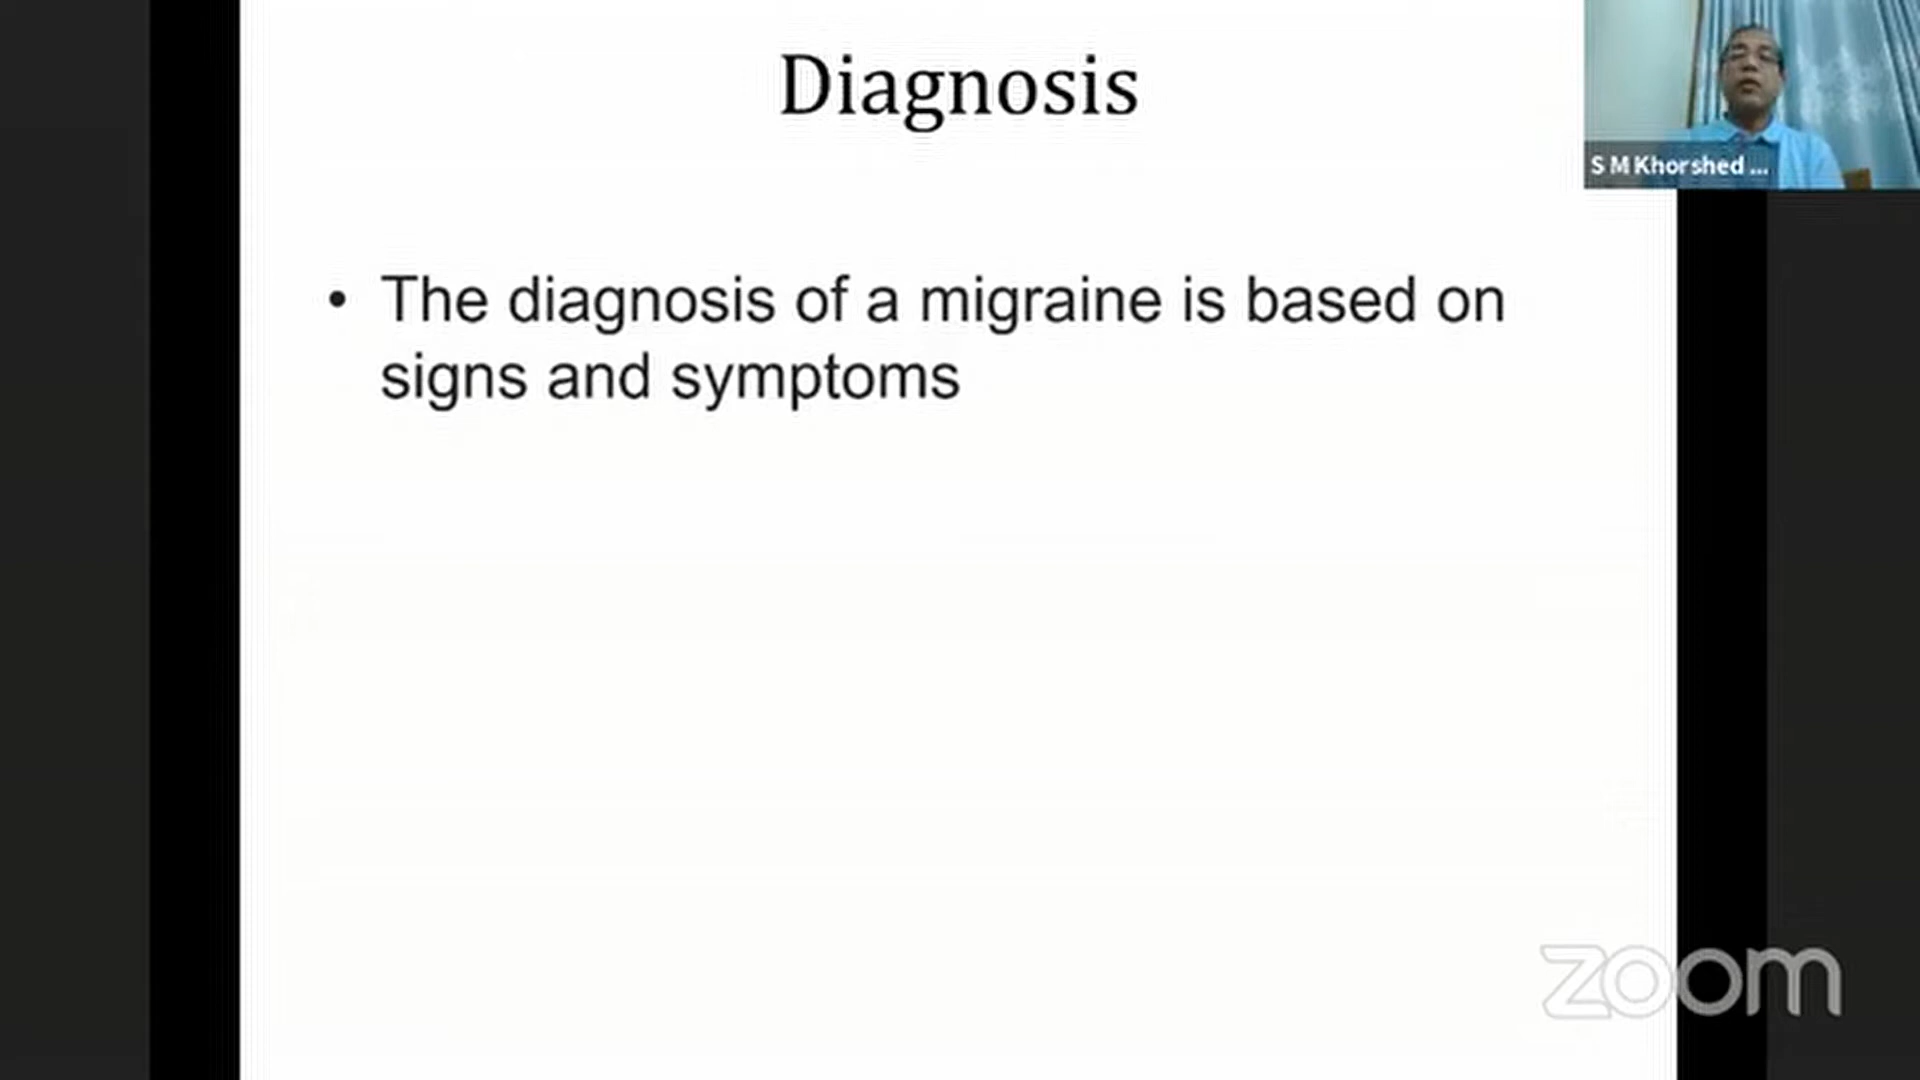 Diagnosis
S M Khorshed ...
• The diagnosis of a migraine is based on
signs and symptoms
zoom